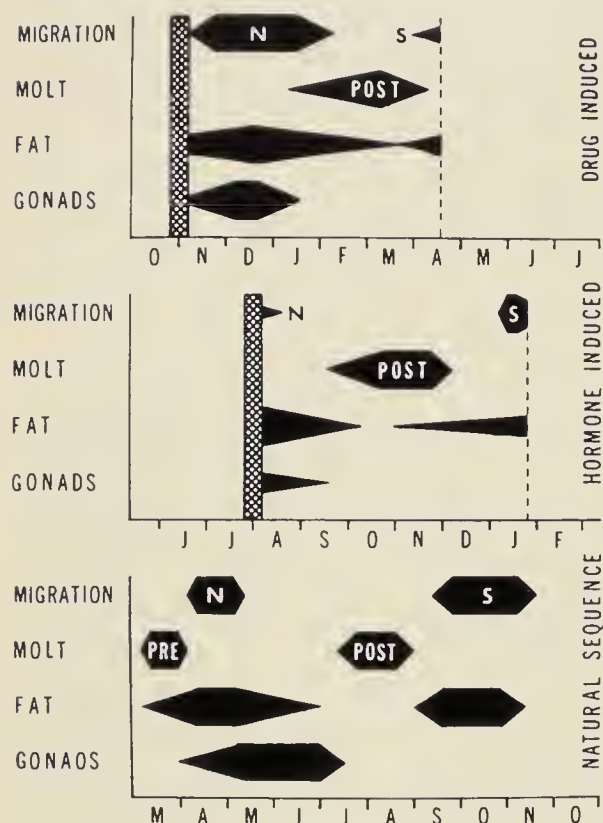 MIGRATION N S
MOLT POST
FAT
GONADS
O N D J F M A M J J
DRUG INDUCED
MIGRATION N S
MOLT POST
FAT
GONADS
J J A S O N D J F
HORMONE INDUCED
MIGRATION N S
MOLT PRE POST
FAT
GONAOS
M A M J J A S O N O
NATURAL SEQUENCE